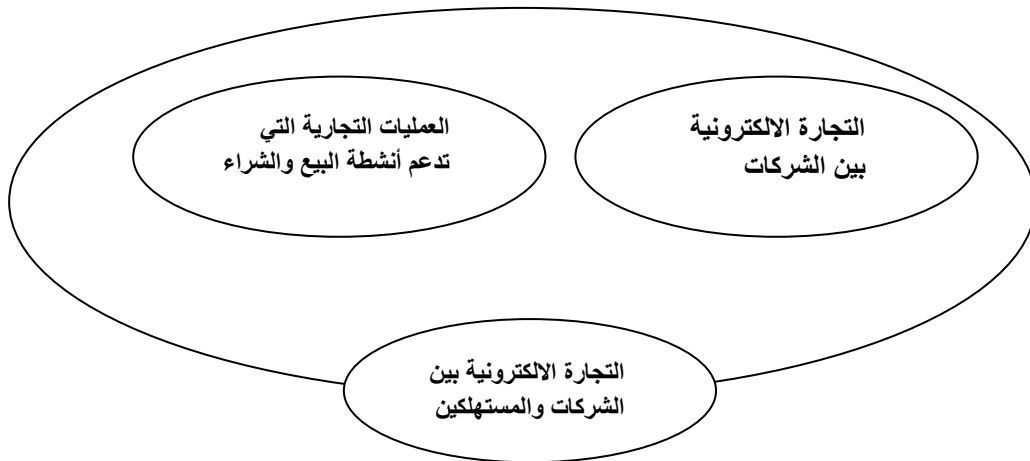 التجارة الالكترونية
بين الشركات
العمليات التجارية التي
تدعم أنشطة البيع والشراء
التجارة الالكترونية بين
الشركات والمستهلكين